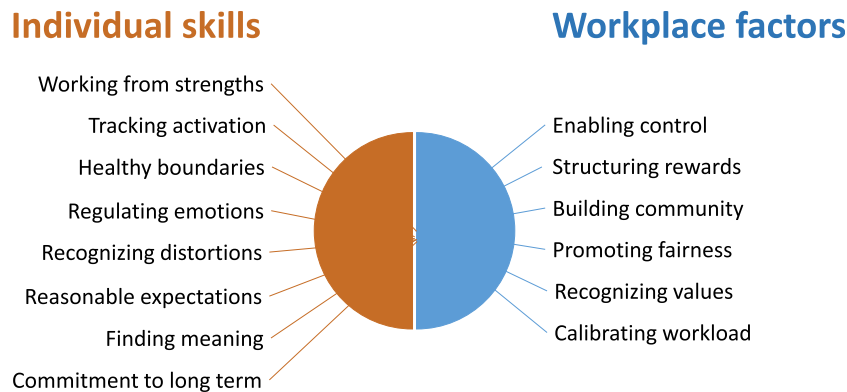 Individual skills
Workplace factors
Working from strengths
Tracking activation
Healthy boundaries
Regulating emotions
Recognizing distortions
Reasonable expectations
Finding meaning
Commitment to long term
Enabling control
Structuring rewards
Building community
Promoting fairness
Recognizing values
Calibrating workload